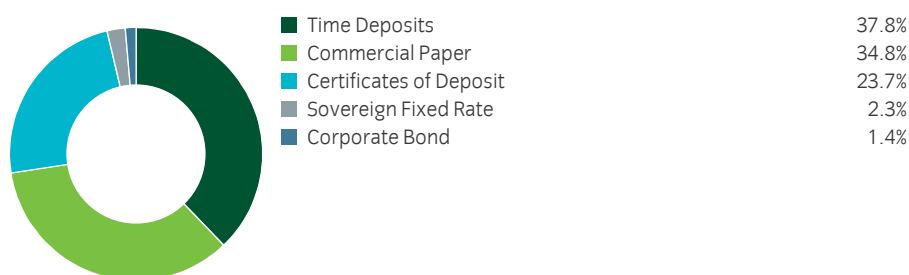 Time Deposits 37.8%
Commercial Paper 34.8%
Certificates of Deposit 23.7%
Sovereign Fixed Rate 2.3%
Corporate Bond 1.4%